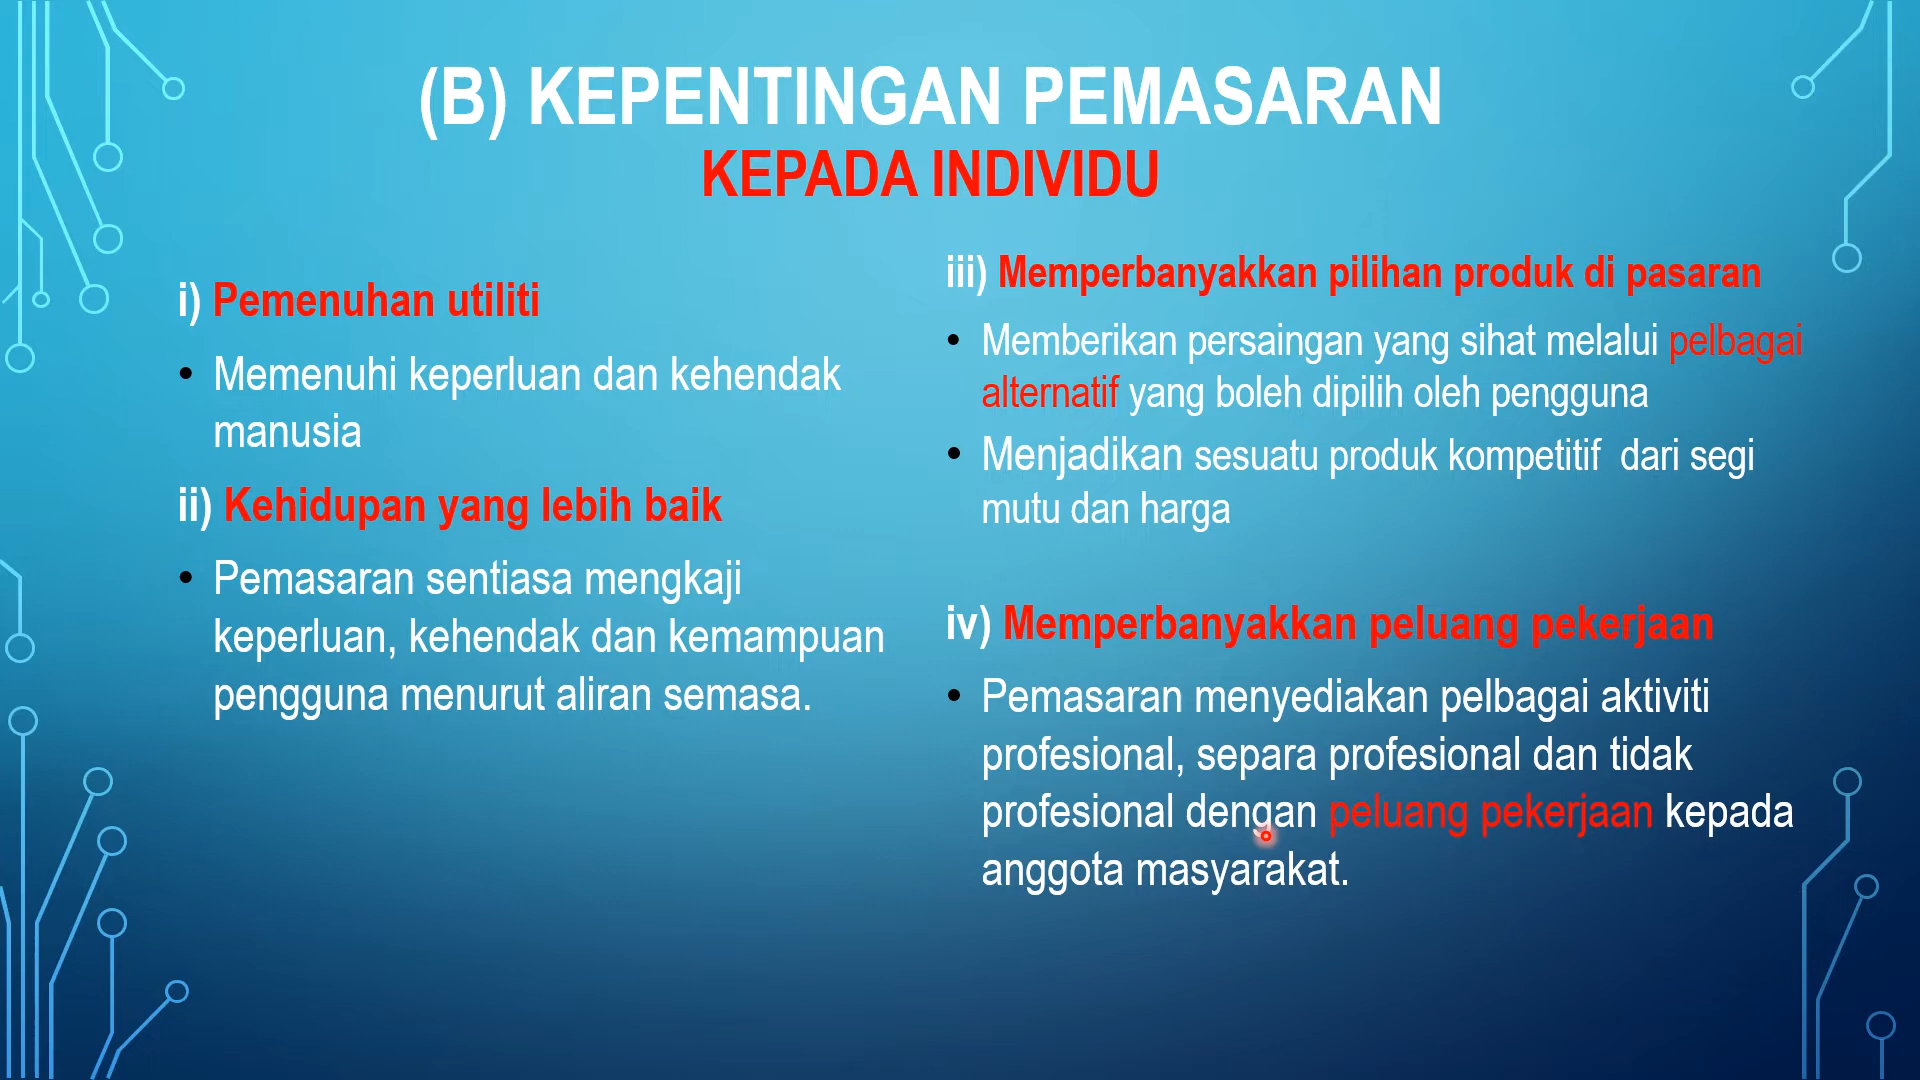 (B) KEPENTINGAN PEMASARAN
KEPADA INDIVIDU
i) Pemenuhan utiliti
• Memenuhi keperluan dan kehendak
manusia
ii) Kehidupan yang lebih baik
• Pemasaran sentiasa mengkaji
keperluan, kehendak dan kemampuan
pengguna menurut aliran semasa.
iii) Memperbanyakkan pilihan produk di pasaran
• Memberikan persaingan yang sihat melalui pelbagai
alternatif yang boleh dipilih oleh pengguna
• Menjadikan sesuatu produk kompetitif dari segi
mutu dan harga
iv) Memperbanyakkan peluang pekerjaan
• Pemasaran menyediakan pelbagai aktiviti
profesional, separa profesional dan tidak
profesional dengan peluang pekerjaan kepada
anggota masyarakat.